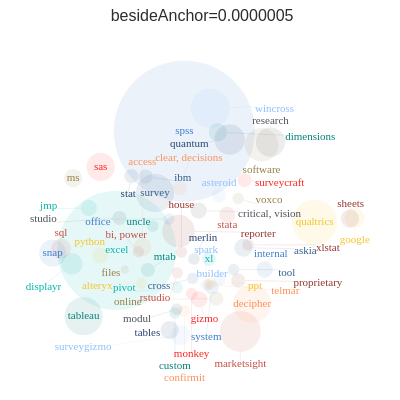 besideAnchor=0.0000005
wincross
research
spss
dimensions
quantum
access clear, decisions
sas
software
ms
ibm
asteroid surveycraft
stat survey
voxco
jmp
house
sheets
studio
uncle
critical, vision
office
stata
qualtrics
sql
bi, power
reporter
python
merlin
google
excel
spark
askia xlstat
snap
mtab
xl
internal
files
builder
tool
displayr
alteryx pivot
cross
ppt
proprietary
rstudio
telmar
online
decipher
tableau
modul
gizmo
tables
system
surveygizmo
monkey
custom
marketsight
confirmit